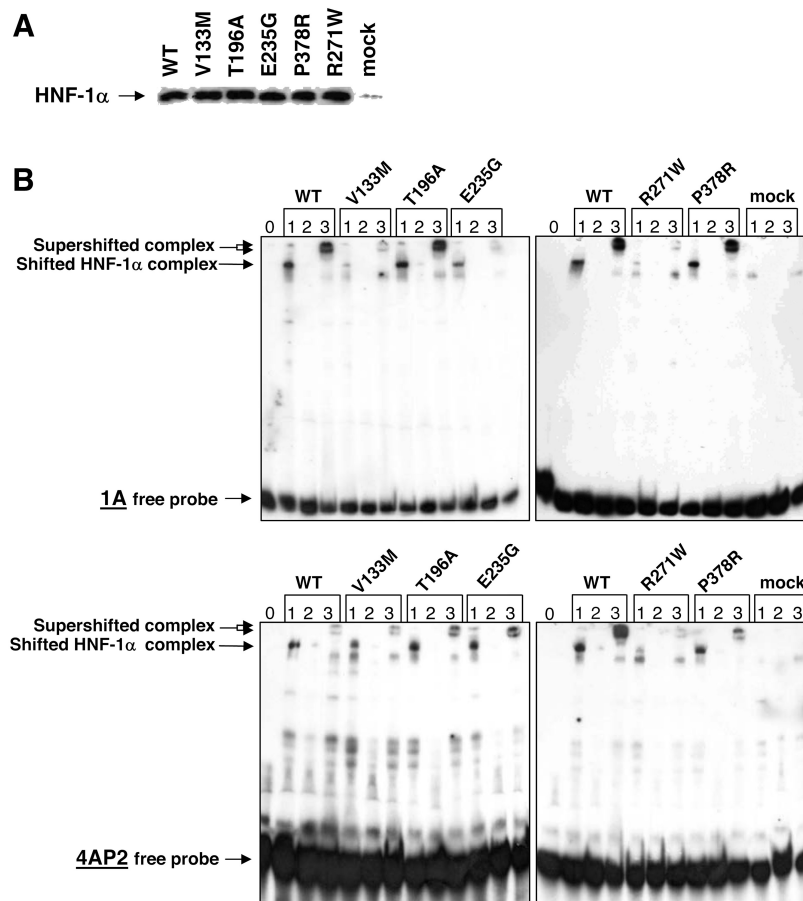 A
WT V133M T196A E235G P378R R271W mock
HNF-1α
B
WT V133M T196A E235G
0 1 2 3 1 2 3 1 2 3 1 2 3
WT R271W P378R mock
0 1 2 3 1 2 3 1 2 3 1 2 3
Supershifted complex
Shifted HNF-1α complex
1A free probe
WT V133M T196A E235G
0 1 2 3 1 2 3 1 2 3 1 2 3
WT R271W P378R mock
0 1 2 3 1 2 3 1 2 3 1 2 3
Supershifted complex
Shifted HNF-1α complex
4AP2 free probe